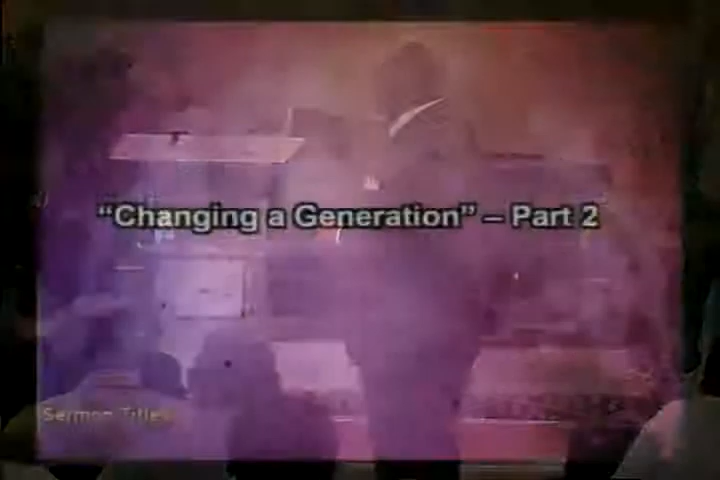 “Changing a Generation” – Part 2
Sermon Title